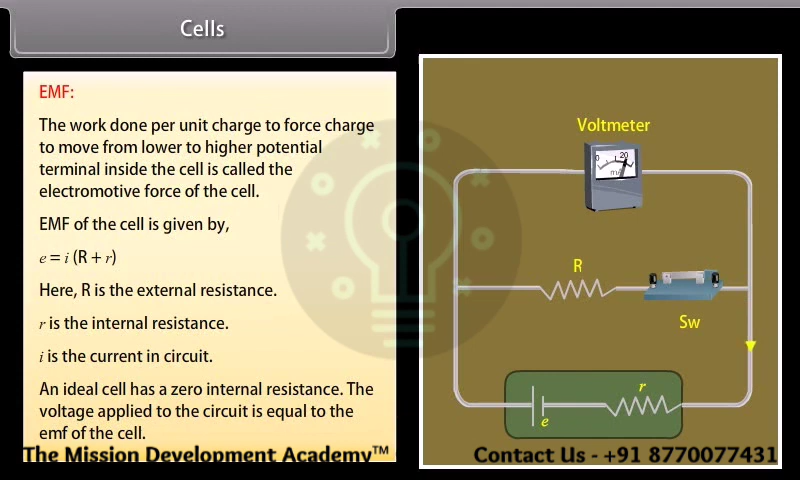 Cells
EMF:
The work done per unit charge to force charge
to move from lower to higher potential
terminal inside the cell is called the
electromotive force of the cell.
EMF of the cell is given by,
e = i (R + r)
Here, R is the external resistance.
r is the internal resistance.
i is the current in circuit.
An ideal cell has a zero internal resistance. The
voltage applied to the circuit is equal to the
emf of the cell.
Voltmeter
0 20
R
Sw
r
e
The Mission Development Academy™
Contact Us - +91 8770077431